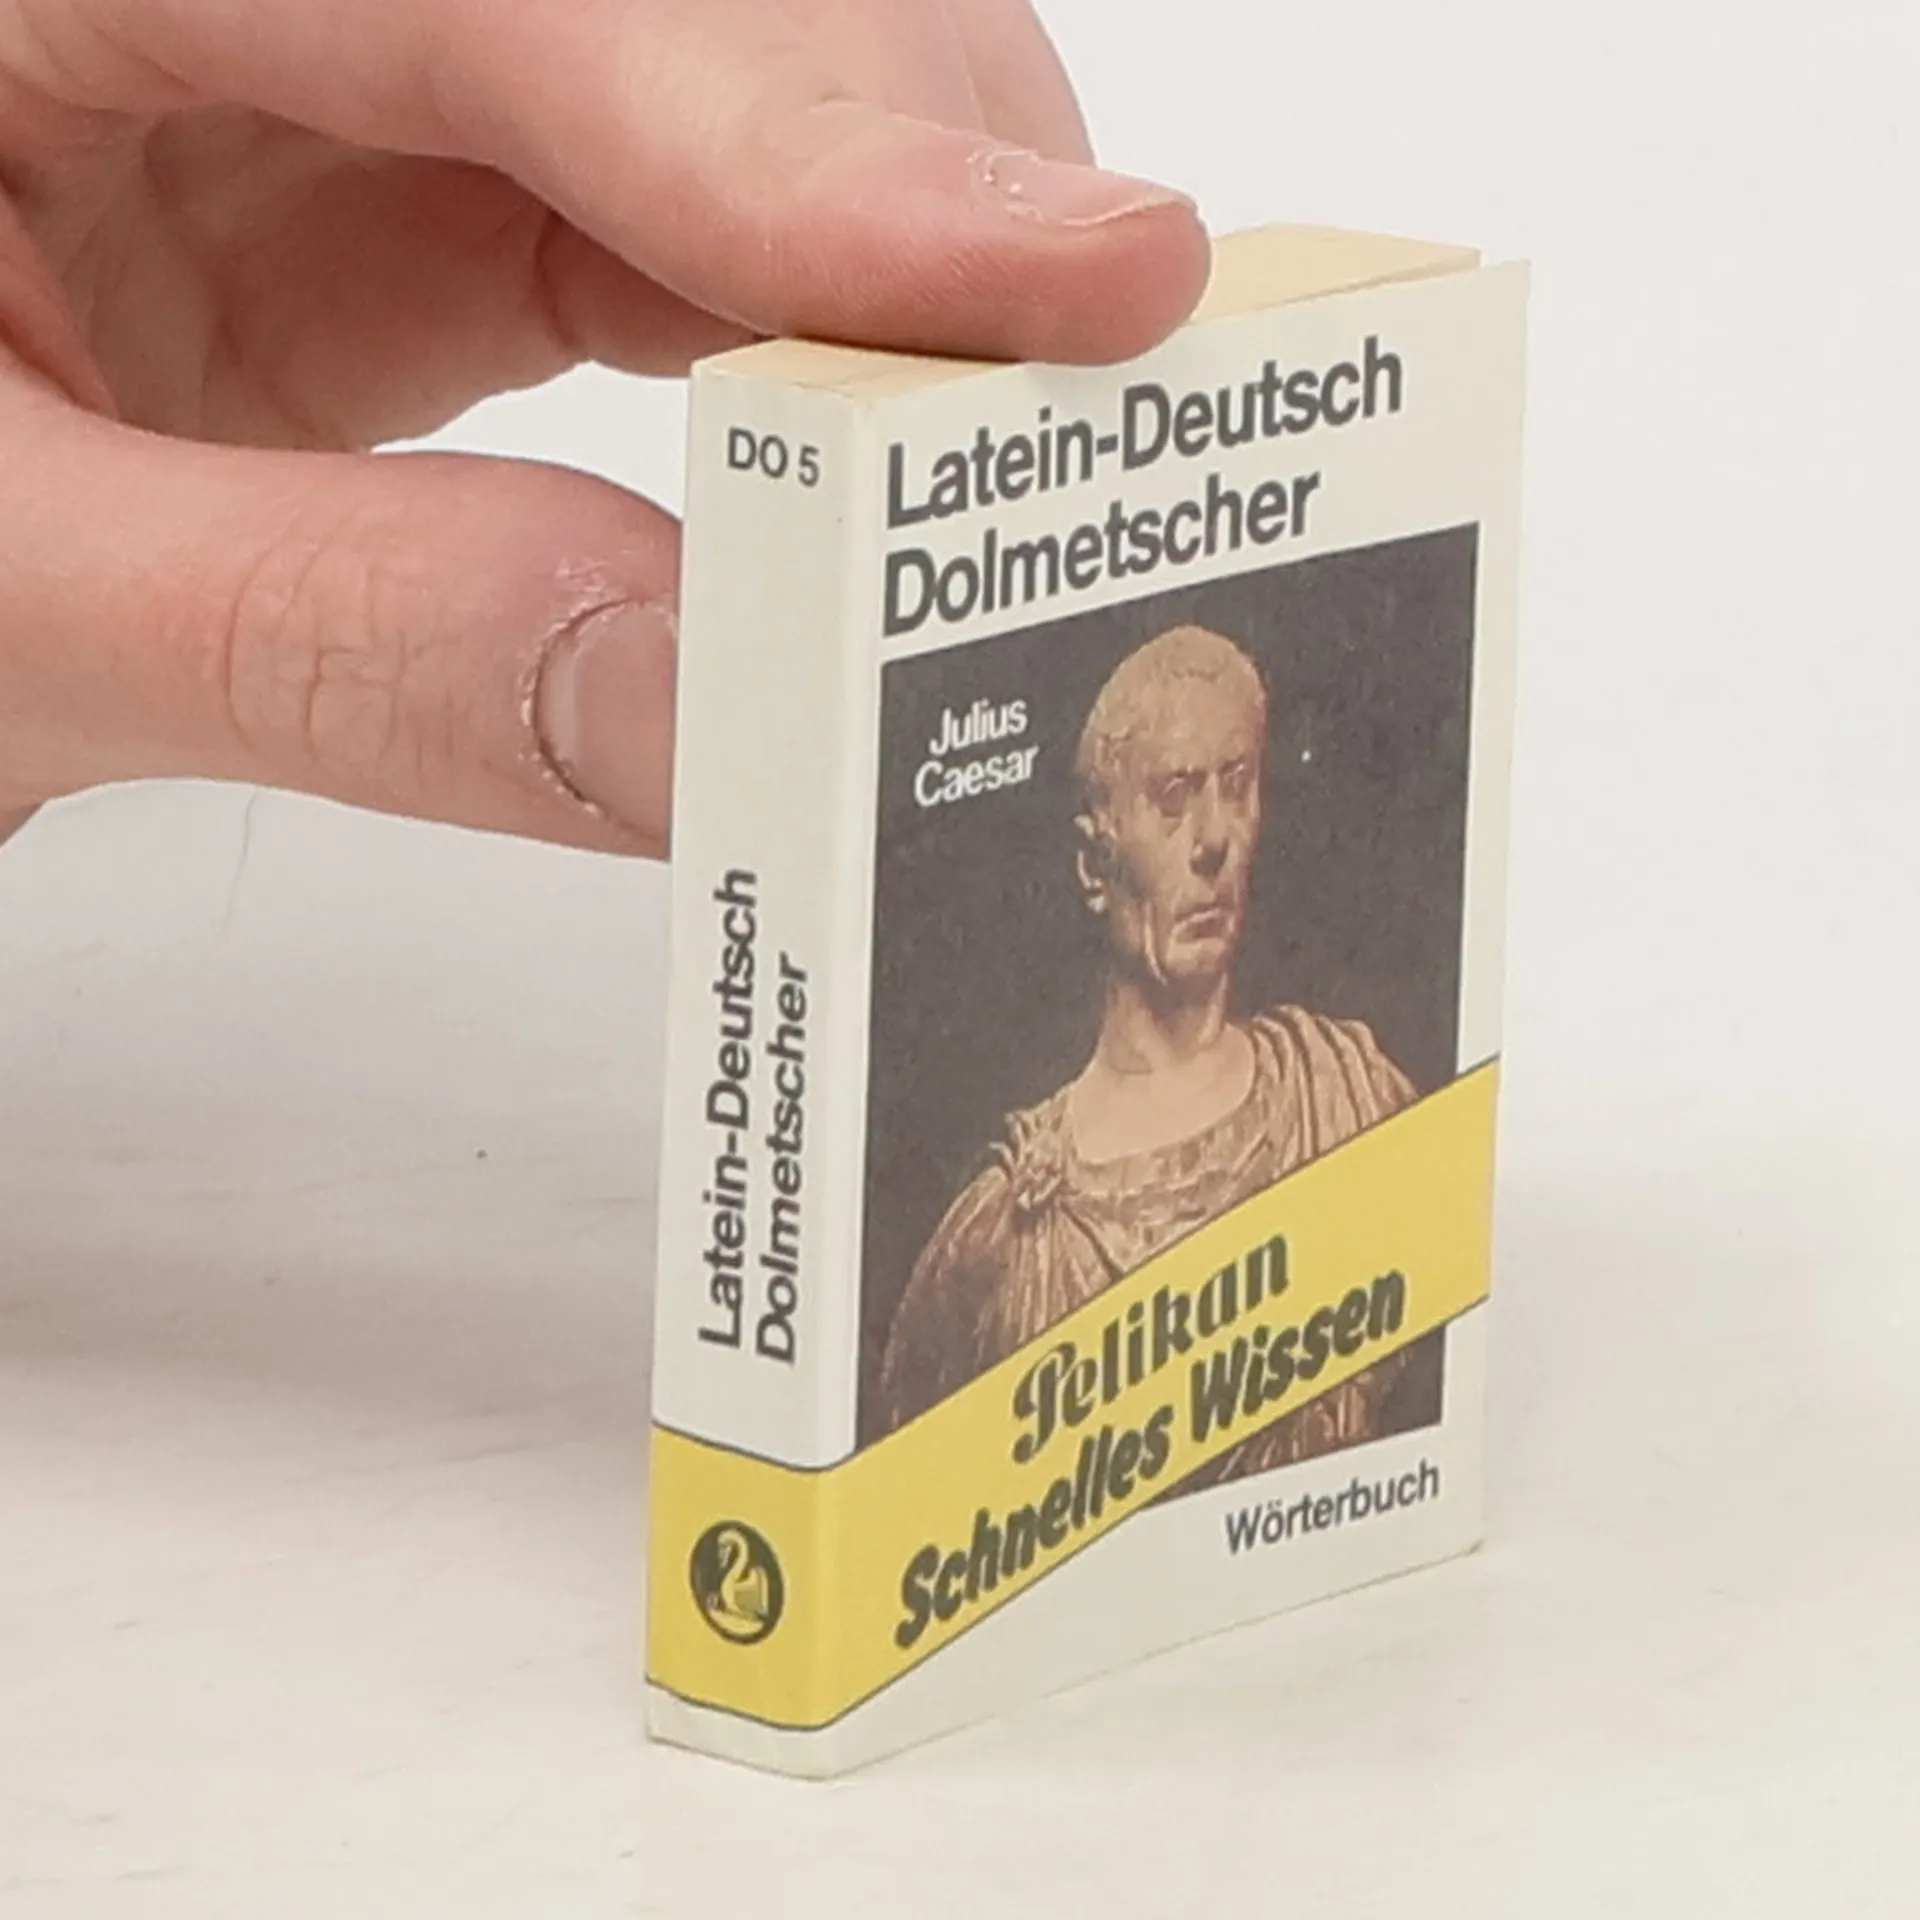 DO 5
Latein-Deutsch
Dolmetscher
Latein-Deutsch
Dolmetscher
Julius
Caesar
Pelikan
Schnelles Wissen
Wörterbuch